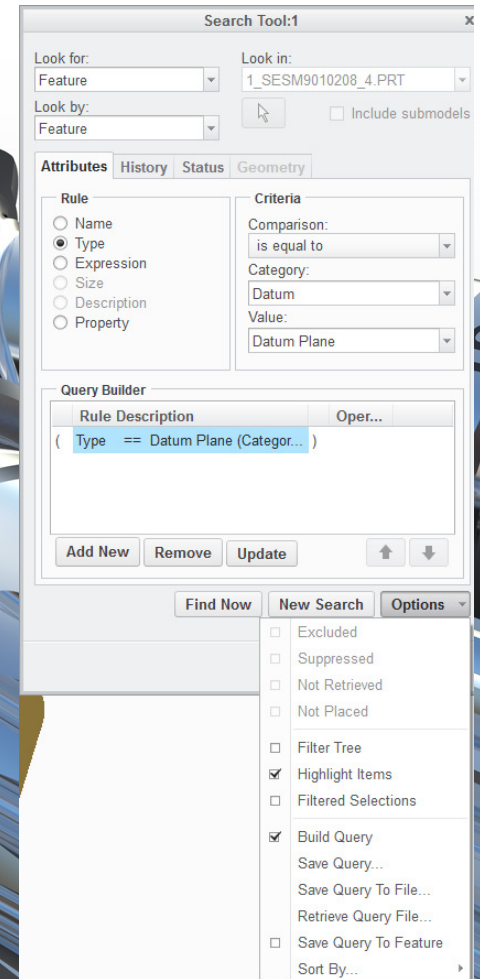 Search Tool:1 x
Look for: Look in:
Feature 1_SESM9010208_4.PRT
Look by:
Feature Include submodels
Attributes History Status Geometry
Rule Criteria
Name Comparison:
Type is equal to
Expression Category:
Size Datum
Description Value:
Property Datum Plane
Query Builder
Rule Description Oper...
( Type == Datum Plane (Categor... )
Add New Remove Update
Find Now New Search Options
Excluded
Suppressed
Not Retrieved
Not Placed
Filter Tree
Highlight Items
Filtered Selections
Build Query
Save Query...
Save Query To File...
Retrieve Query File...
Save Query To Feature
Sort By...